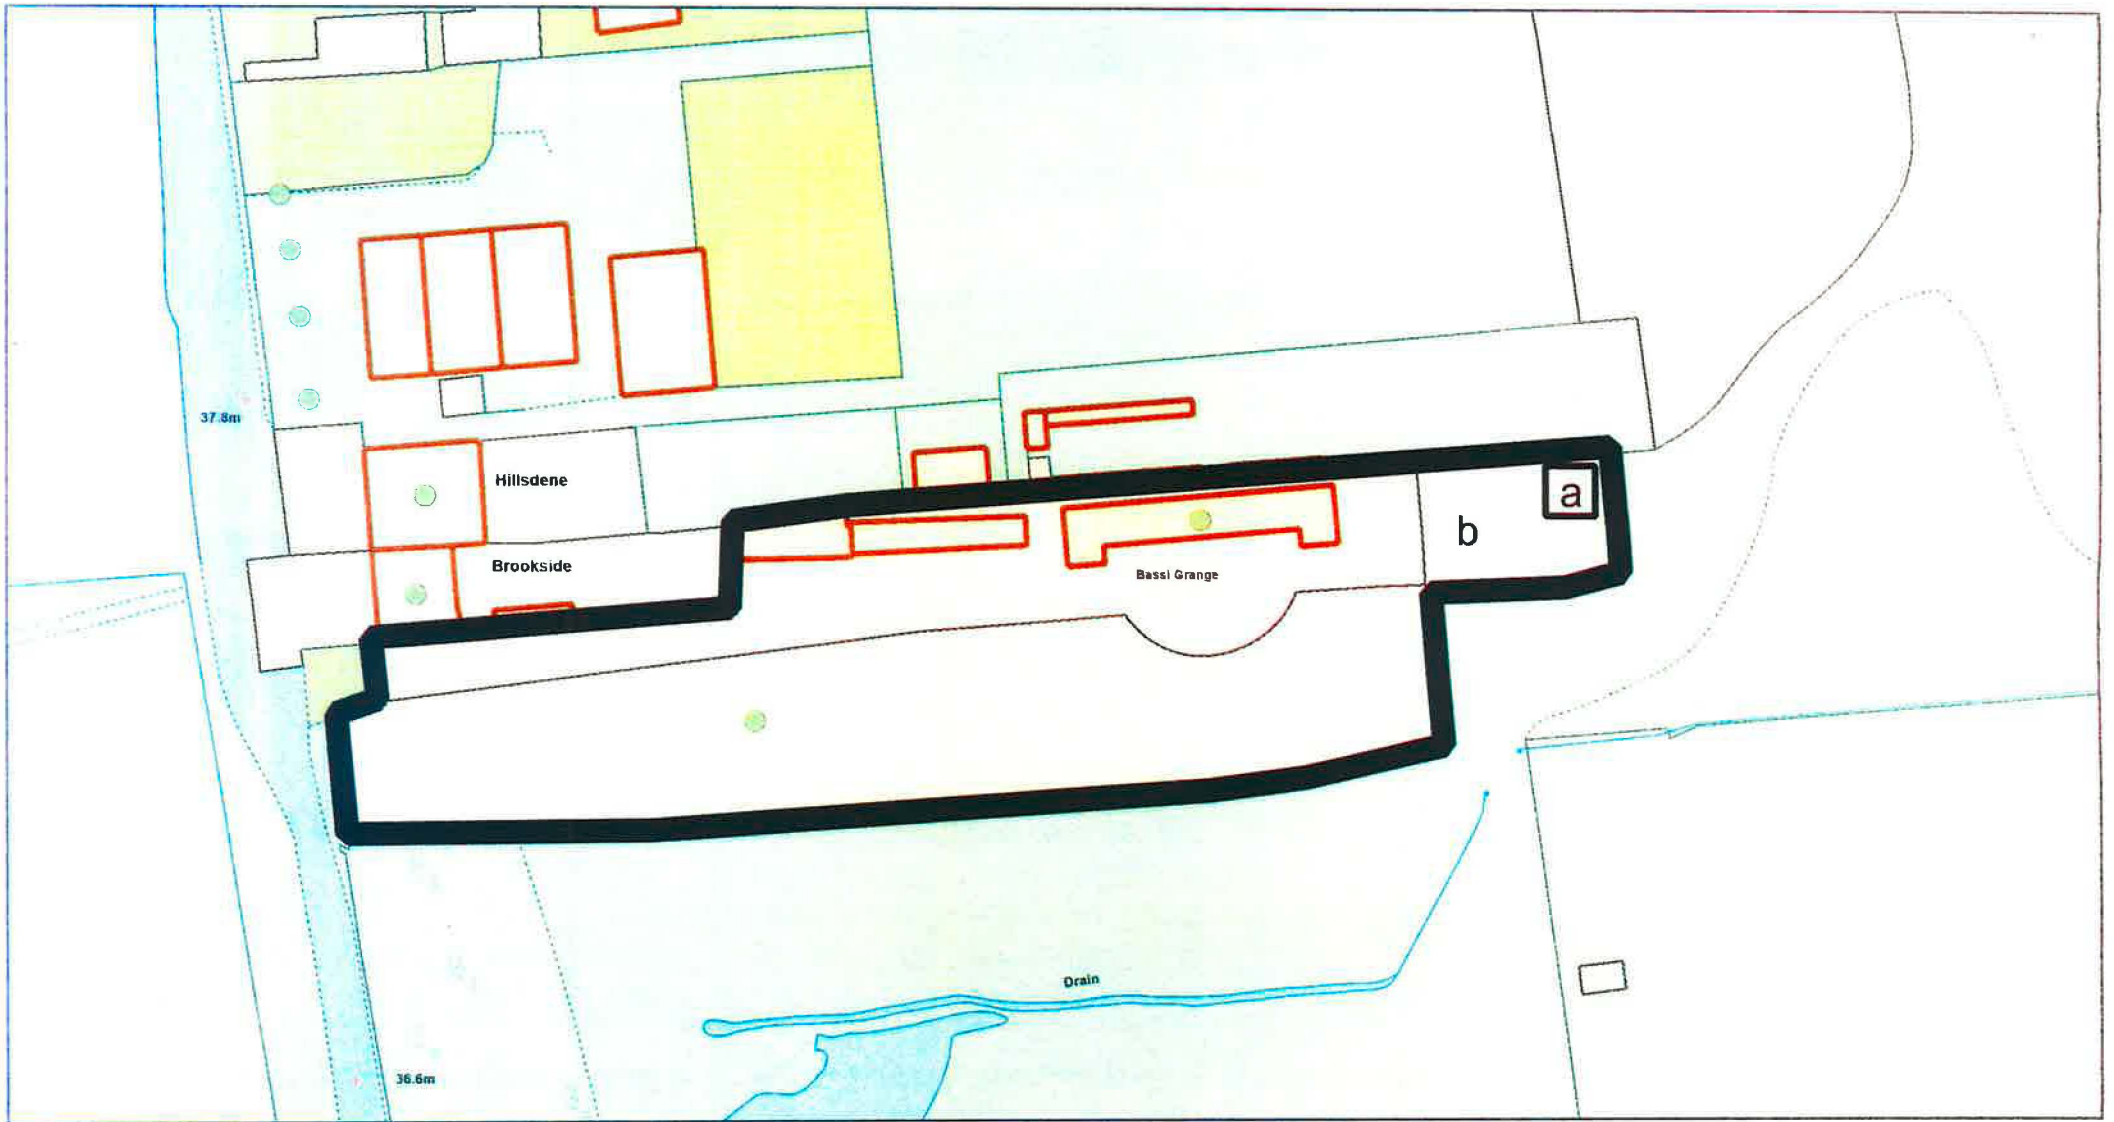 37.8m
Hillsdene
a
b
Brookside
Bassi Grange
Drain
36.6m